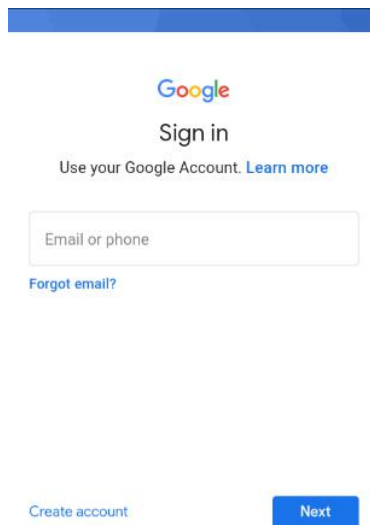 Google
Sign in
Use your Google Account. Learn more
Email or phone
Forgot email?
Create account
Next